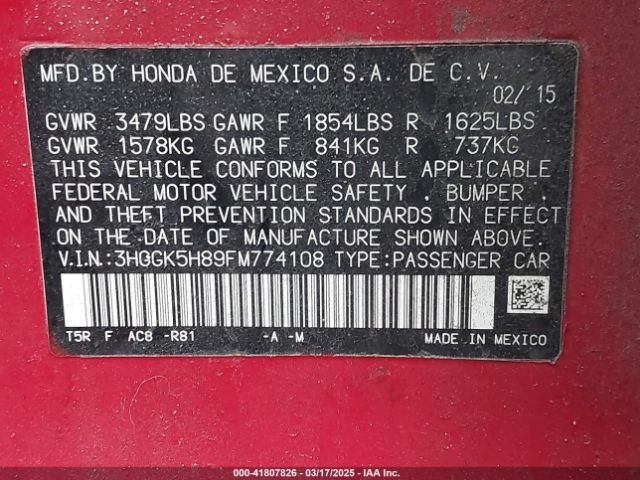 MFD.BY HONDA DE MEXICO S.A. DE C.V.
02/15
GVWR 3479LBS GAWR F 1854LBS R 1625LBS
GVWR 1578KG GAWR F 841KG R 737KG
THIS VEHICLE CONFORMS TO ALL APPLICABLE
FEDERAL MOTOR VEHICLE SAFETY , BUMPER ,
AND THEFT PREVENTION STANDARDS IN EFFECT
ON THE DATE OF MANUFACTURE SHOWN ABOVE.
V.I.N.:3HGGK5H89FM774108 TYPE:PASSENGER CAR
T5R F AC8 -R81 -A -M MADE IN MEXICO
000-41807826 - 03/17/2025 - IAA Inc.